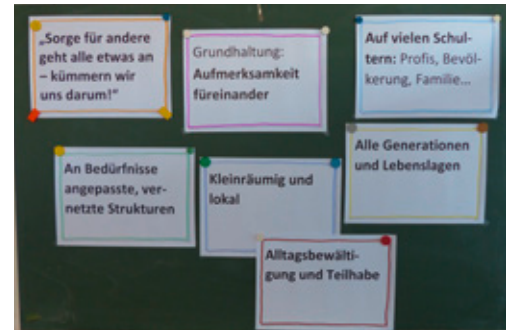 „Sorge für andere
geht alle etwas an
– kümmern wir
uns darum!“
Grundhaltung:
Aufmerksamkeit
füreinander
Auf vielen Schul-
tern: Profis, Bevöl-
kerung, Familie...
An Bedürfnisse
angepasste, ver-
netzte Strukturen
Kleinräumig und
lokal
Alle Generationen
und Lebenslagen
Alltagsbewälti-
gung und Teilhabe